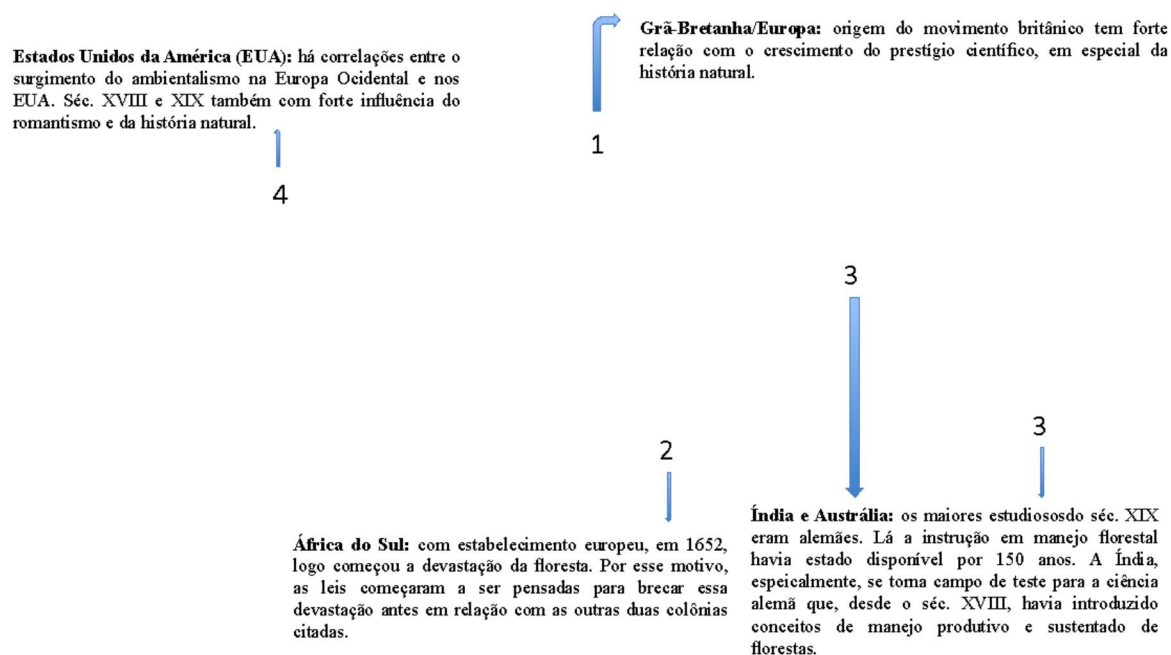 Estados Unidos da América (EUA): há correlações entre o
surgimento do ambientalismo na Europa Ocidental e nos
EUA. Séc. XVIII e XIX também com forte influência do
romantismo e da história natural.
4
Grã-Bretanha/Europa: origem do movimento britânico tem forte
relação com o crescimento do prestígio científico, em especial da
história natural.
1
3
2
3
África do Sul: com estabelecimento europeu, em 1652,
logo começou a devastação da floresta. Por esse motivo,
as leis começaram a ser pensadas para brecar essa
devastação antes em relação com as outras duas colônias
citadas.
Índia e Austrália: os maiores estudiososdo séc. XIX
eram alemães. Lá a instrução em manejo florestal
havia estado disponível por 150 anos. A Índia,
espeicalmente, se torna campo de teste para a ciência
alemã que, desde o séc. XVIII, havia introduzido
conceitos de manejo produtivo e sustentado de
florestas.